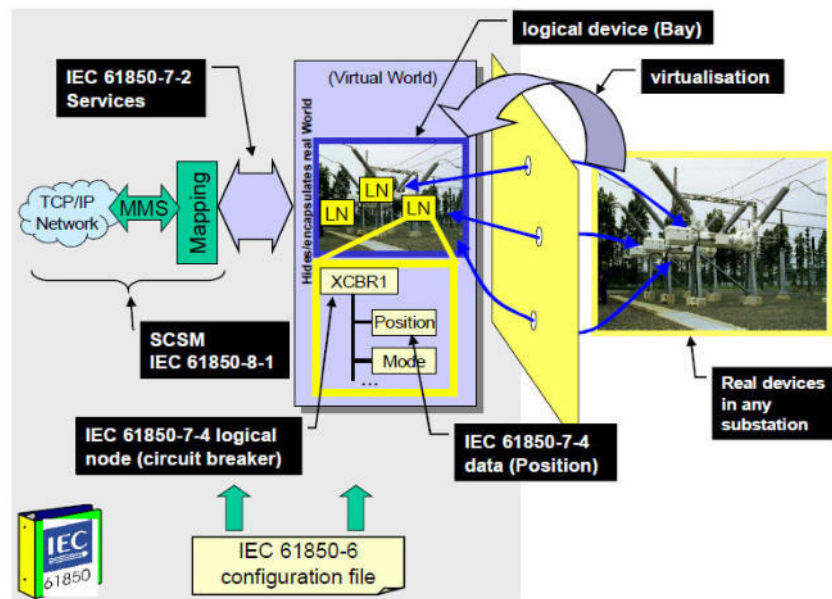 logical device (Bay)
IEC 61850-7-2
Services
(Virtual World)
virtualisation
Hides/encapsulates real World
LN
LN
LN
TCP/IP
Network
MMS
Mapping
XCBR1
Position
Mode
...
SCSM
IEC 61850-8-1
Real devices
in any
substation
IEC 61850-7-4 logical
node (circuit breaker)
IEC 61850-7-4
data (Position)
IEC 61850-6
configuration file
IEC
61850